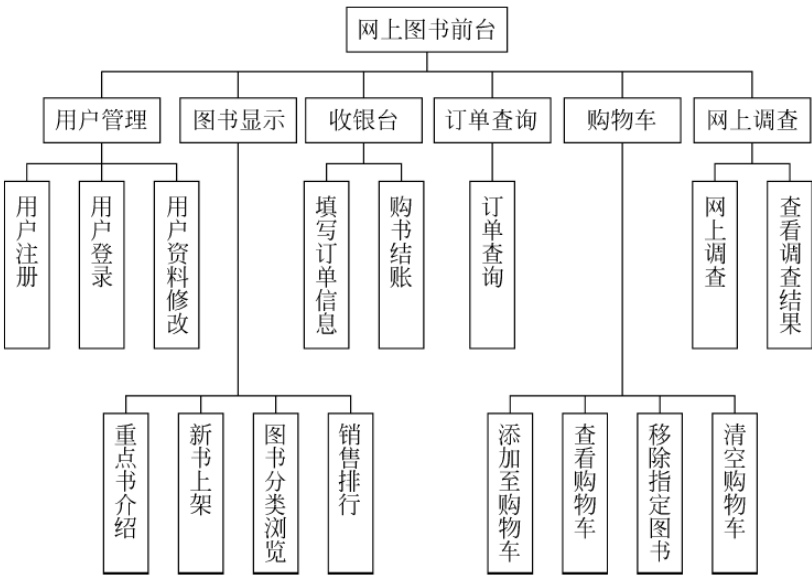 网上图书前台
用户管理
图书显示
收银台
订单查询
购物车
网上调查
用户注册
用户登录
用户资料修改
填写订单信息
购书结账
订单查询
网上调查
查看调查结果
重点书介绍
新书上架
图书分类浏览
销售排行
添加至购物车
查看购物车
移除指定图书
清空购物车